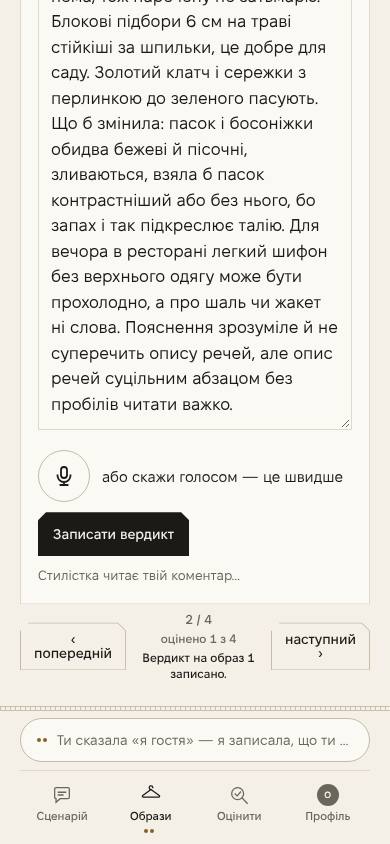 Блокові підбори 6 см на траві
стійкіші за шпильки, це добре для
саду. Золотий клатч і сережки з
перлинкою до зеленого пасують.
Що б змінила: пасок і босоніжки
обидва бежеві й пісочні,
зливаються, взяла б пасок
контрастніший або без нього, бо
запах і так підкреслює талію. Для
вечора в ресторані легкий шифон
без верхнього одягу може бути
прохолодно, а про шаль чи жакет
ні слова. Пояснення зрозуміле й не
суперечить опису речей, але опис
речей суцільним абзацом без
пробілів читати важко.
або скажи голосом — це швидше
Записати вердикт
Стилістка читає твій коментар...
‹
попередній
2 / 4
оцінено 1 з 4
Вердикт на образ 1
записано.
наступний
›
Ти сказала «я гостя» — я записала, що ти ...
Сценарій
Образи
Оцінити
О
Профіль